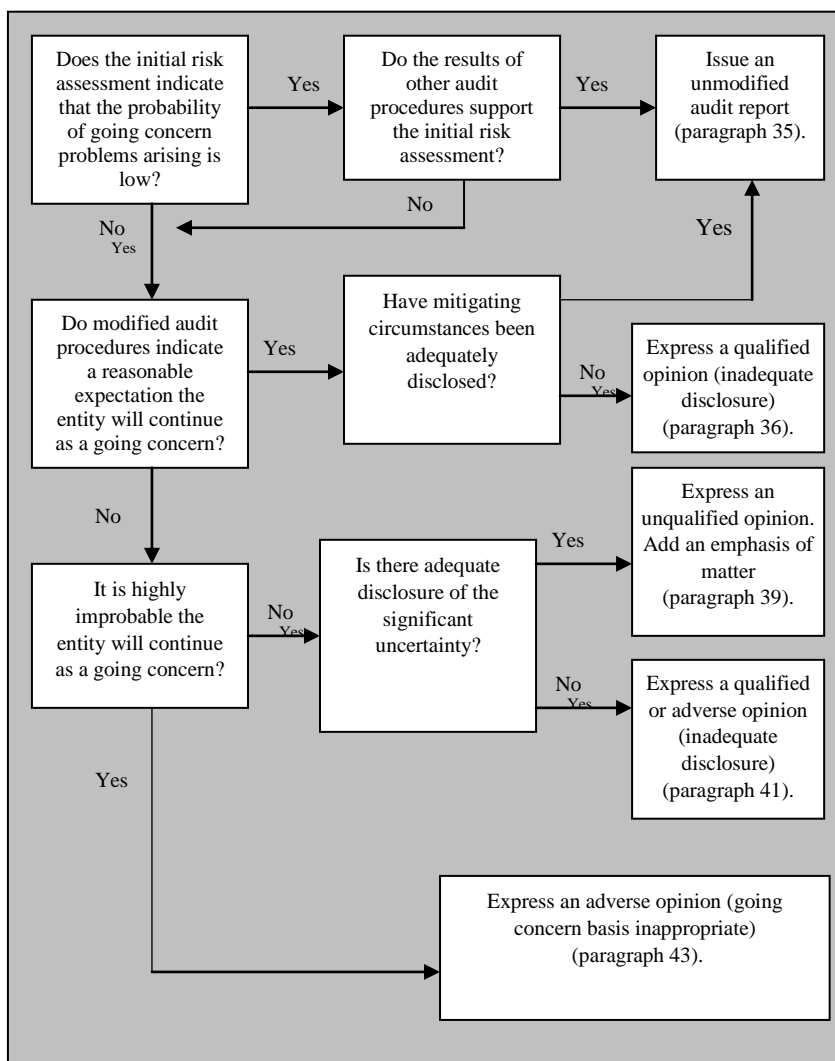 Does the initial risk
assessment indicate
that the probability
of going concern
problems arising is
low?
Yes
Do the results of
other audit
procedures support
the initial risk
assessment?
Yes
Issue an
unmodified
audit report
(paragraph 35).
No
No
Yes
Yes
Do modified audit
procedures indicate
a reasonable
expectation the
entity will continue
as a going concern?
Yes
Have mitigating
circumstances been
adequately
disclosed?
No
Yes
Express a qualified
opinion (inadequate
disclosure)
(paragraph 36).
No
Express an
unqualified opinion.
Add an emphasis of
matter
(paragraph 39).
It is highly
improbable the
entity will continue
as a going concern?
No
Yes
Is there adequate
disclosure of the
significant
uncertainty?
Yes
No
Yes
Express a qualified
or adverse opinion
(inadequate
disclosure)
(paragraph 41).
Yes
Express an adverse opinion (going
concern basis inappropriate)
(paragraph 43).